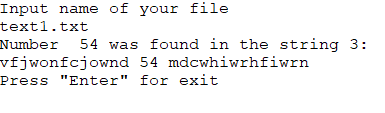 Input name of your file
text1.txt
Number  54 was found in the string 3:
vfjwonfcjownd 54 mdcwhiwrhfiwrn
Press "Enter" for exit